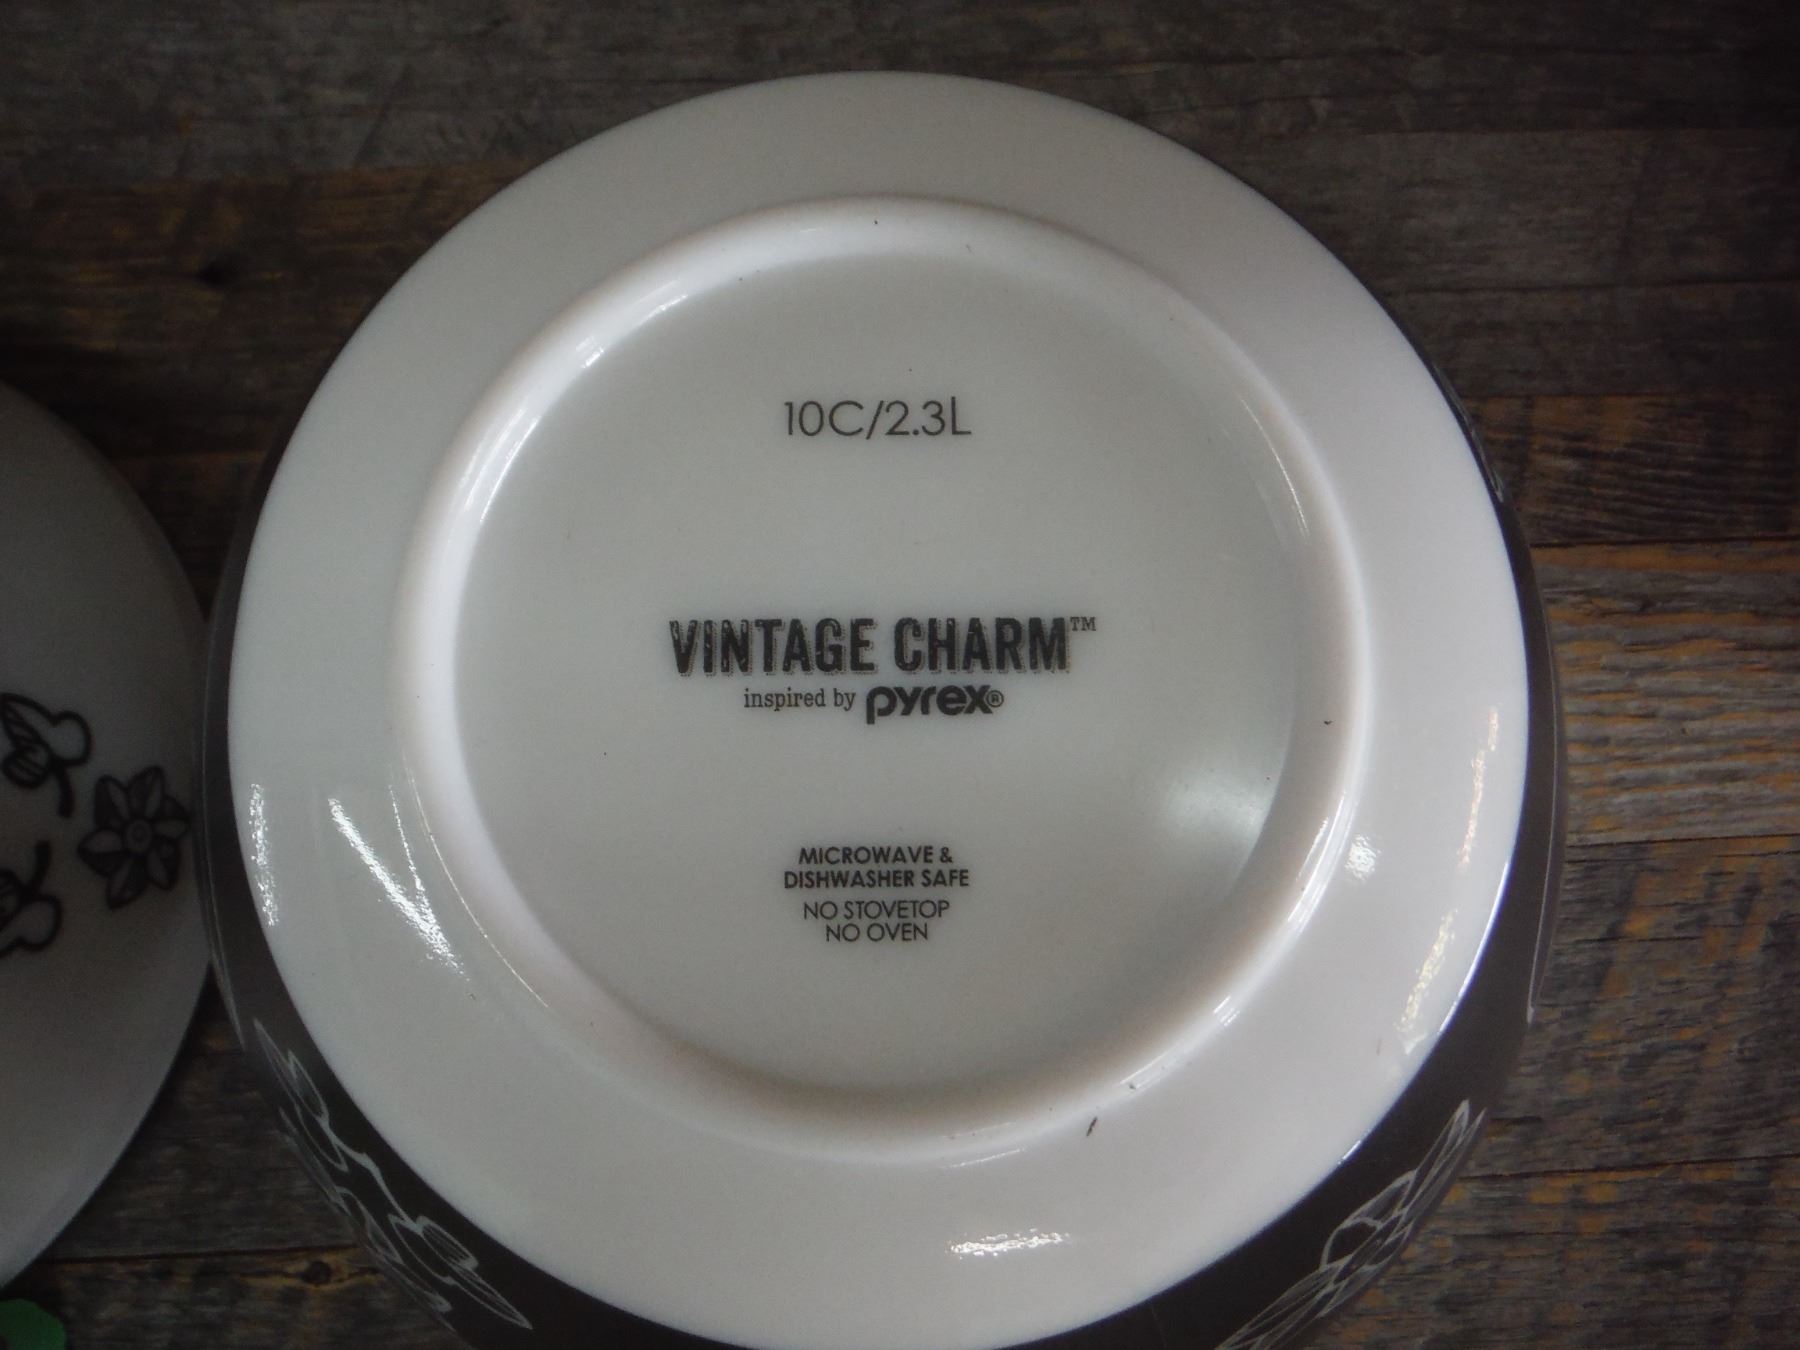 10C/2.3L
VINTAGE CHARM™
inspired by pyrex®
MICROWAVE &
DISHWASHER SAFE
NO STOVETOP
NO OVEN